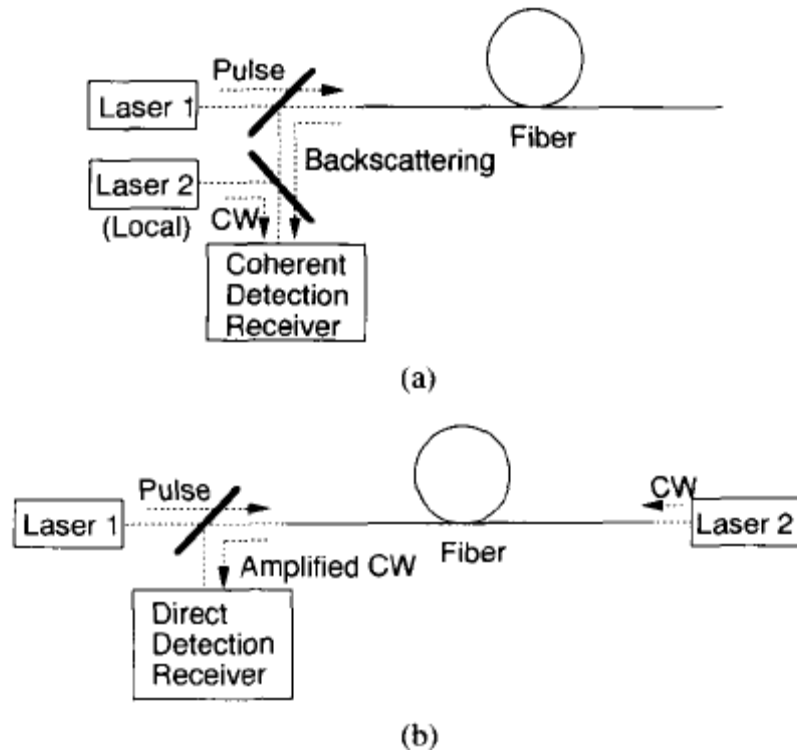 Pulse
Laser 1
Fiber
Backscattering
Laser 2
(Local)
CW
Coherent
Detection
Receiver
(a)
Pulse
CW
Laser 1
Laser 2
Fiber
Amplified CW
Direct
Detection
Receiver
(b)